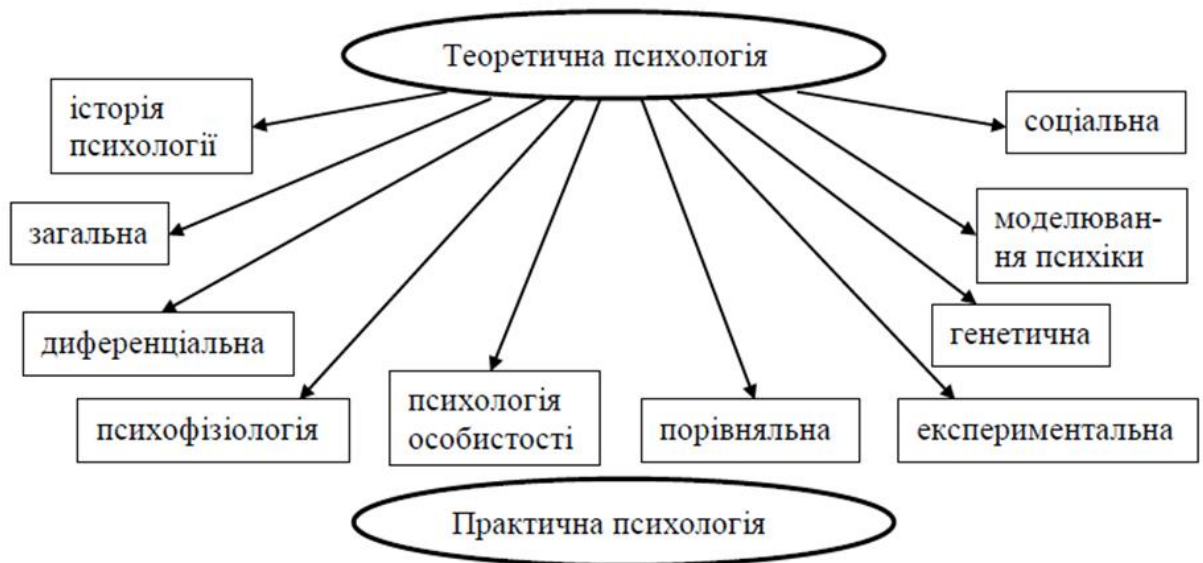 Теоретична психологія
історія
психології
соціальна
загальна
моделюван-
ня психіки
диференціальна
генетична
психофізіологія
психологія
особистості
порівняльна
експериментальна
Практична психологія